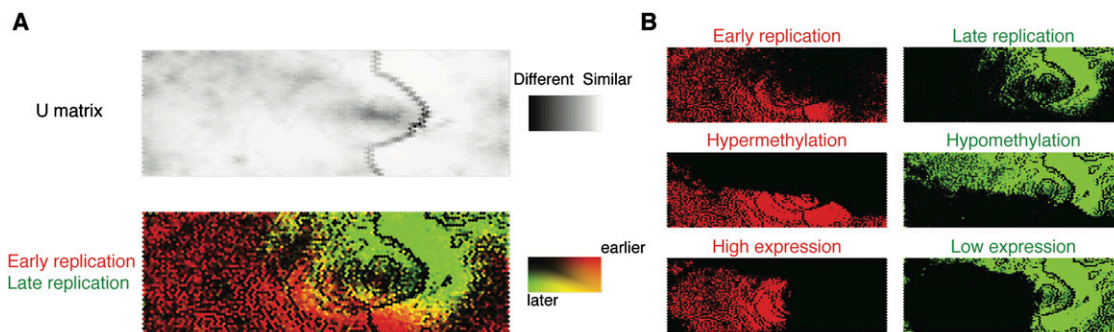 A
U matrix
Different Similar
Early replication
Late replication
earlier
later
B
Early replication
Late replication
Hypermethylation
Hypomethylation
High expression
Low expression